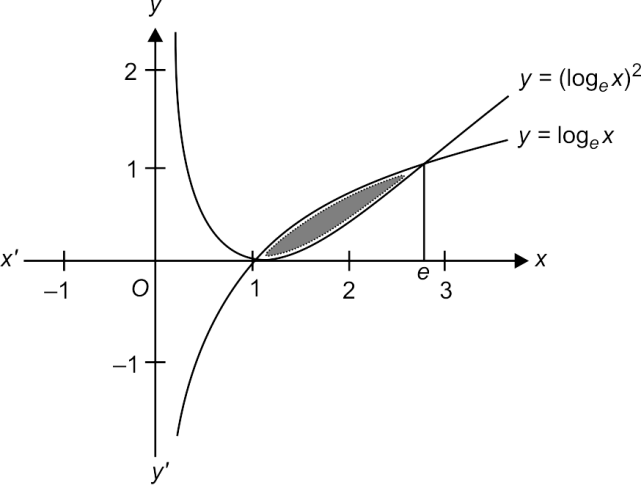 y
2
y = (logₑx)²
y = logₑx
1
x′
x
–1
O
1
2
e
3
–1
y′